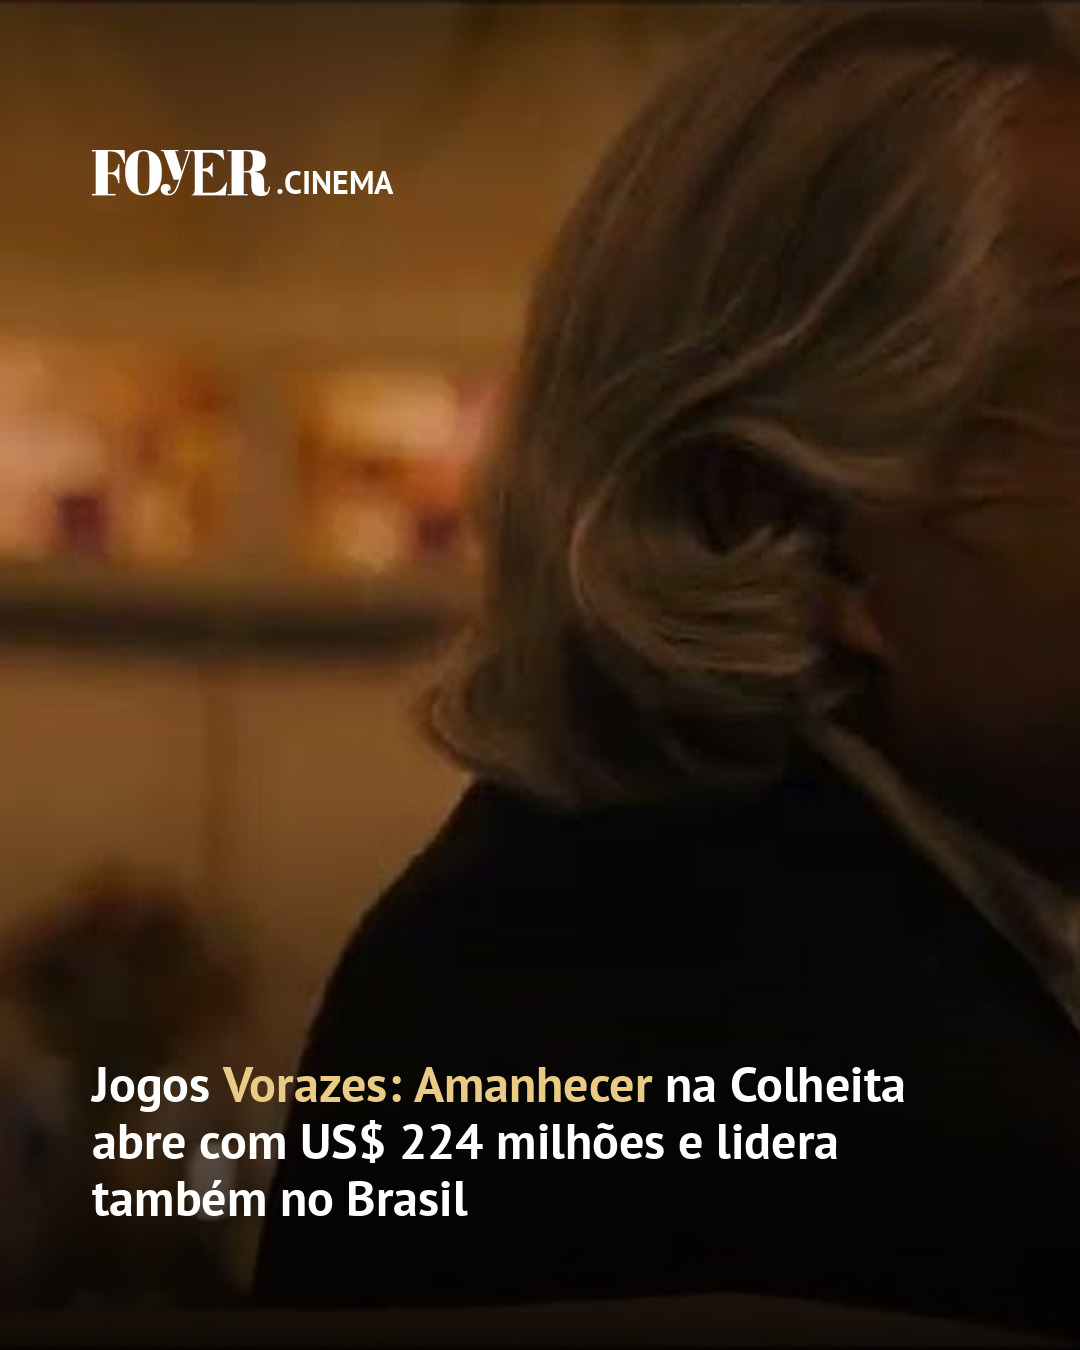 FOYER .CINEMA
Jogos Vorazes: Amanhecer na Colheita
abre com US$ 224 milhões e lidera
também no Brasil